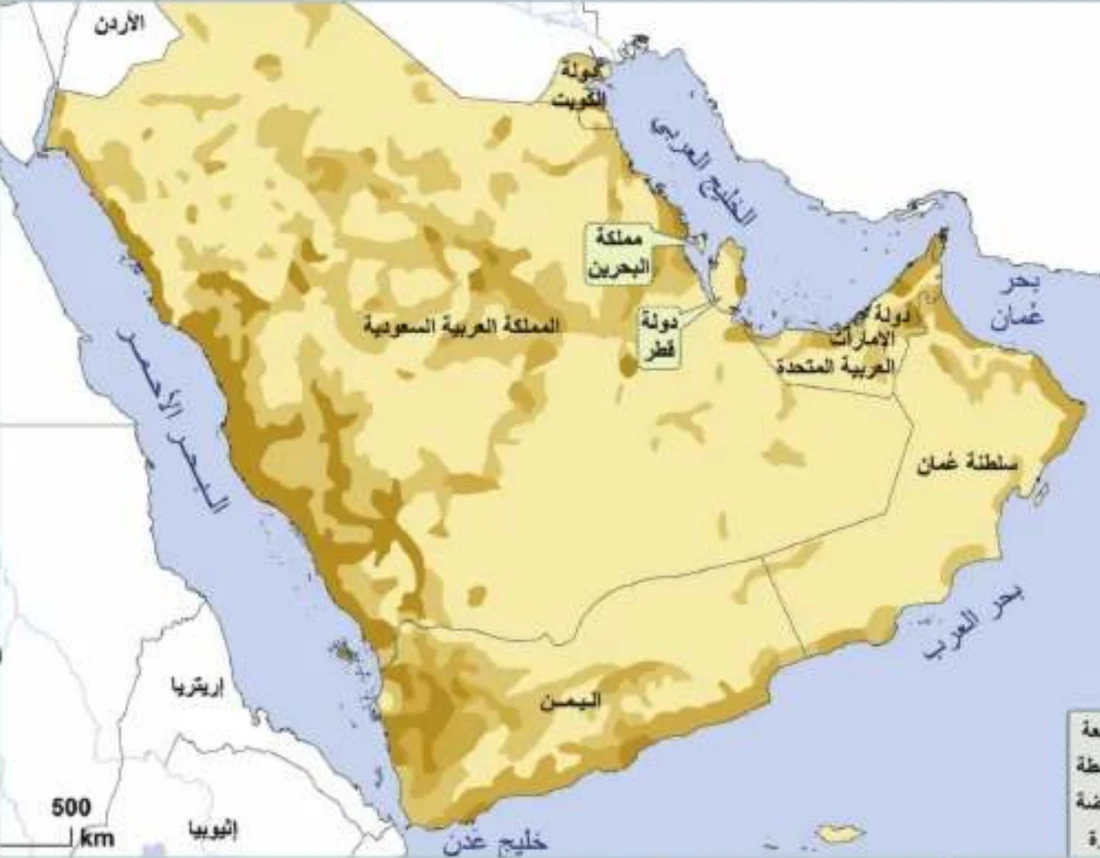 الأردن
دولة
الكويت
الخليج العربي
مملكة
البحرين
دولة
قطر
دولة
الإمارات
العربية المتحدة
بحر
عُمان
المملكة العربية السعودية
البحر الأحمر
سلطنة عُمان
بحر العرب
اليمن
إريتريا
إثيوبيا
خليج عدن
500
km